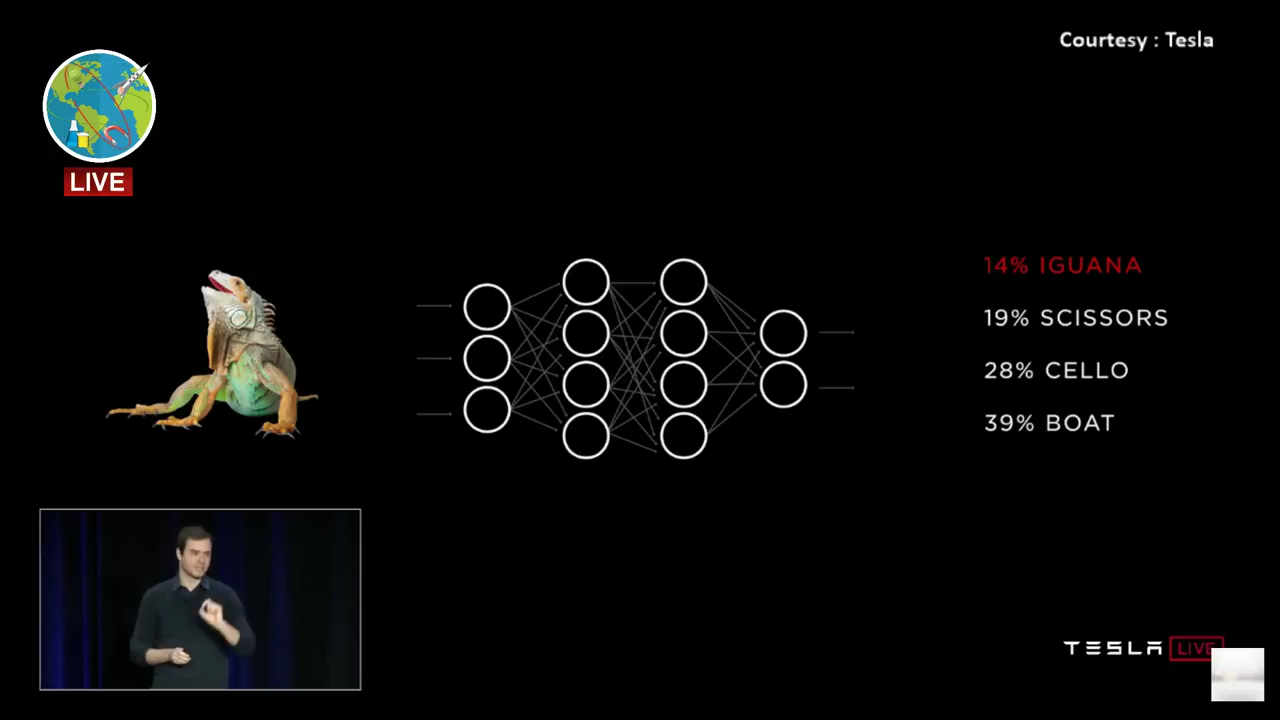 Courtesy : Tesla
LIVE
14% IGUANA
19% SCISSORS
28% CELLO
39% BOAT
TESLA LIVE